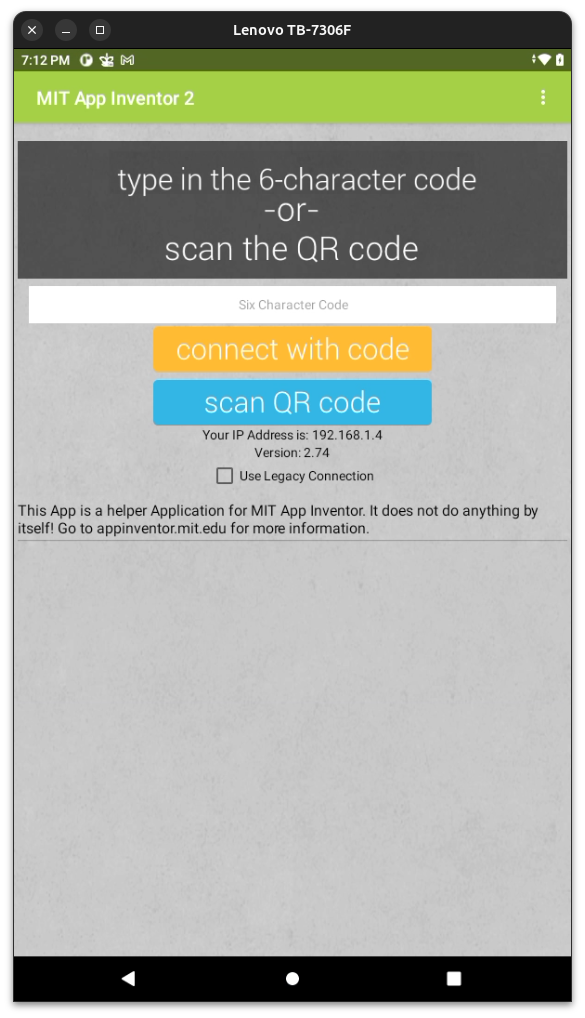 Lenovo TB-7306F
7:12 PM
MIT App Inventor 2
type in the 6-character code
-or-
scan the QR code
Six Character Code
connect with code
scan QR code
Your IP Address is: 192.168.1.4
Version: 2.74
Use Legacy Connection
This App is a helper Application for MIT App Inventor. It does not do anything by
itself! Go to appinventor.mit.edu for more information.